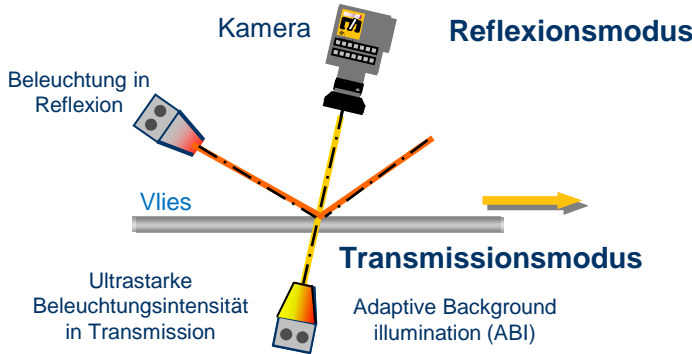 Kamera
Reflexionsmodus
Beleuchtung in
Reflexion
Vlies
Transmissionsmodus
Ultrastarke
Beleuchtungsintensität
in Transmission
Adaptive Background
illumination (ABI)